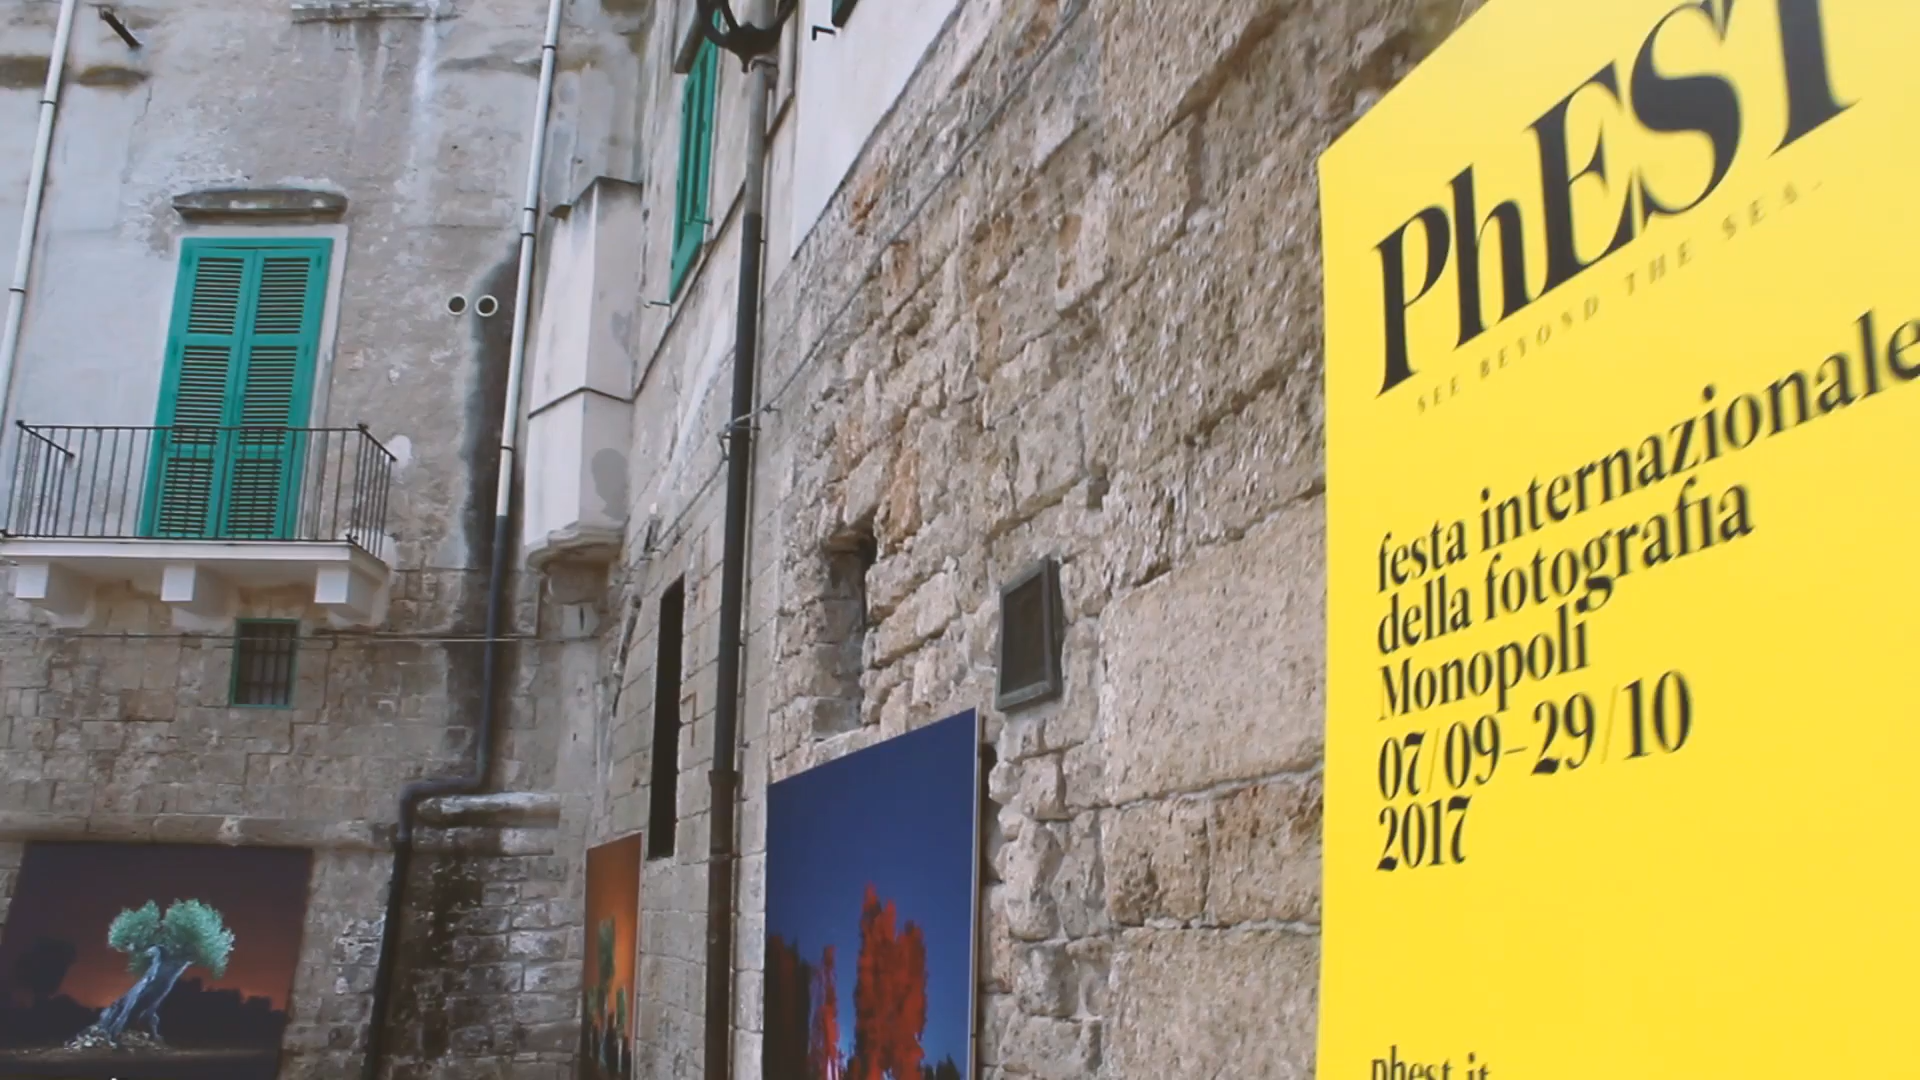 PhEST
SEE BEYOND THE SEA.
festa internazionale
della fotografia
Monopoli
07/09–29/10
2017
phest.it